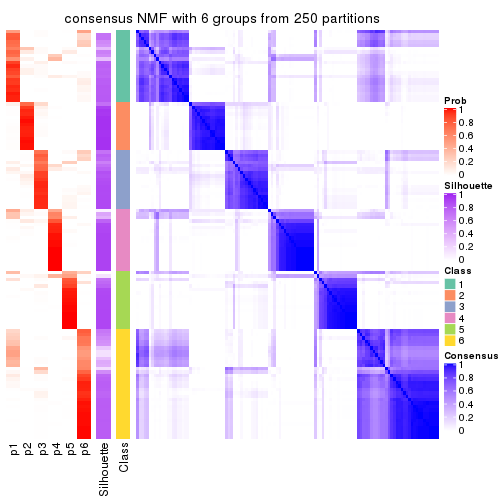 consensus NMF with 6 groups from 250 partitions
Prob
1
0.8
0.6
0.4
0.2
0
Silhouette
1
0.8
0.6
0.4
0.2
0
Class
1
2
3
4
5
6
Consensus
1
0.8
0.6
0.4
0.2
0
p1
p2
p3
p4
p5
p6
Silhouette
Class